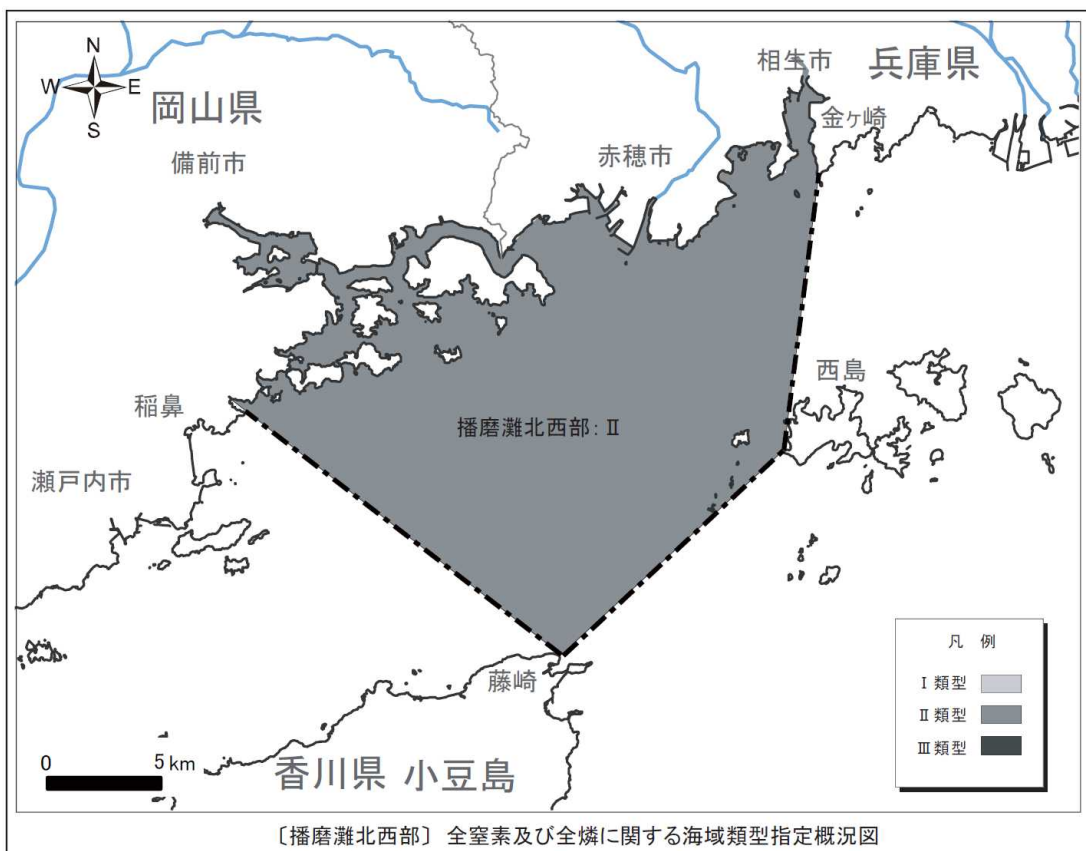 N
W E
S
岡山県
備前市
相生市
兵庫県
金ヶ崎
赤穂市
西島
稲鼻
播磨灘北西部:Ⅱ
瀬戸内市
藤崎
香川県 小豆島
0 5 km
凡 例
Ⅰ類型
Ⅱ類型
Ⅲ類型
〔播磨灘北西部〕 全窒素及び全燐に関する海域類型指定概況図